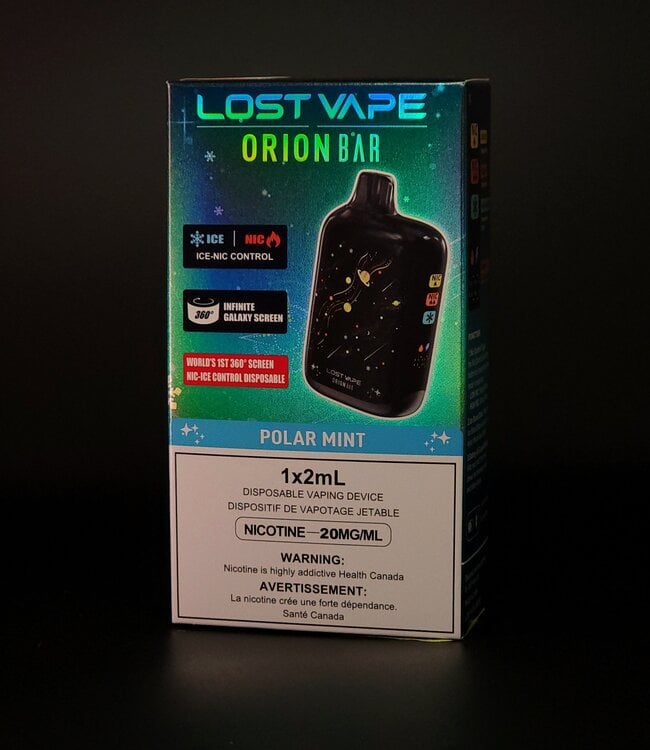 LOST VAPE
ORION BAR
ICE | NIC
ICE-NIC CONTROL
360°
INFINITE
GALAXY SCREEN
WORLD'S 1ST 360° SCREEN
NIC-ICE CONTROL DISPOSABLE
NIC
NIC
LOST VAPE
ORION BAR
POLAR MINT
1x2mL
DISPOSABLE VAPING DEVICE
DISPOSITIF DE VAPOTAGE JETABLE
NICOTINE—20MG/ML
WARNING:
Nicotine is highly addictive Health Canada
AVERTISSEMENT:
La nicotine crée une forte dépendance.
Santé Canada